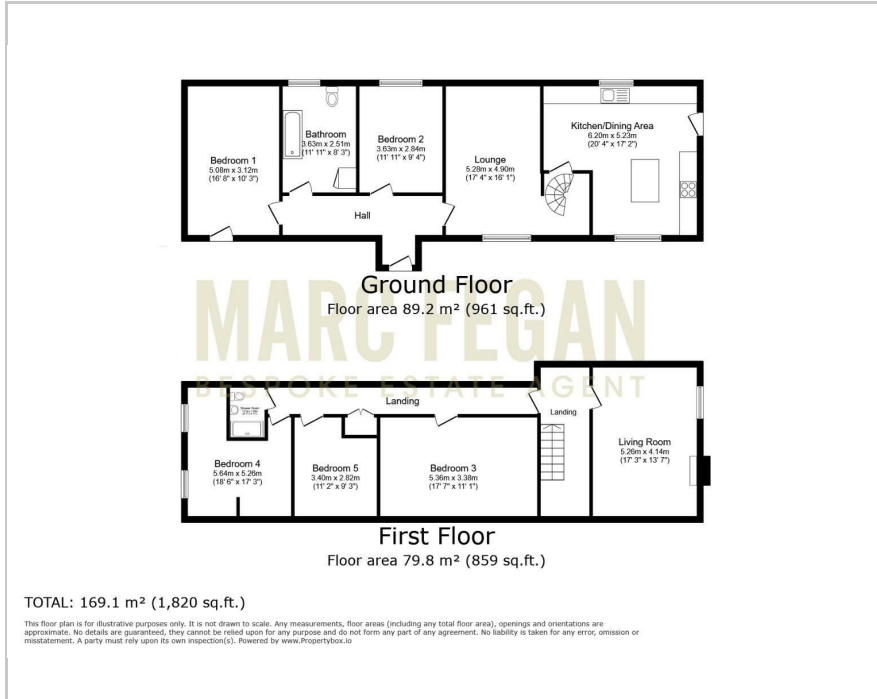 Bedroom 1
5.08m x 3.12m
(16' 8" x 10' 3")
Bathroom
3.63m x 2.51m
(11' 11" x 8' 3")
Bedroom 2
3.63m x 2.84m
(11' 11" x 9' 4")
Lounge
5.28m x 4.90m
(17' 4" x 16' 1")
Kitchen/Dining Area
6.20m x 5.23m
(20' 4" x 17' 2")
Hall
Ground Floor
Floor area 89.2 m² (961 sq.ft.)
MARC FEGAN
BESPOKE ESTATE AGENT
Landing
Landing
Living Room
5.26m x 4.14m
(17' 3" x 13' 7")
Bedroom 4
5.64m x 5.26m
(18' 6" x 17' 3")
Bedroom 5
3.40m x 2.82m
(11' 2" x 9' 3")
Bedroom 3
5.36m x 3.38m
(17' 7" x 11' 1")
First Floor
Floor area 79.8 m² (859 sq.ft.)
TOTAL: 169.1 m² (1,820 sq.ft.)
This floor plan is for illustrative purposes only. It is not drawn to scale. Any measurements, floor areas (including any total floor area), openings and orientations are
approximate. No details are guaranteed, they cannot be relied upon for any purpose and do not form any part of any agreement. No liability is taken for any error, omission or
misstatement. A party must rely upon its own inspection(s). Powered by www.Propertybox.io